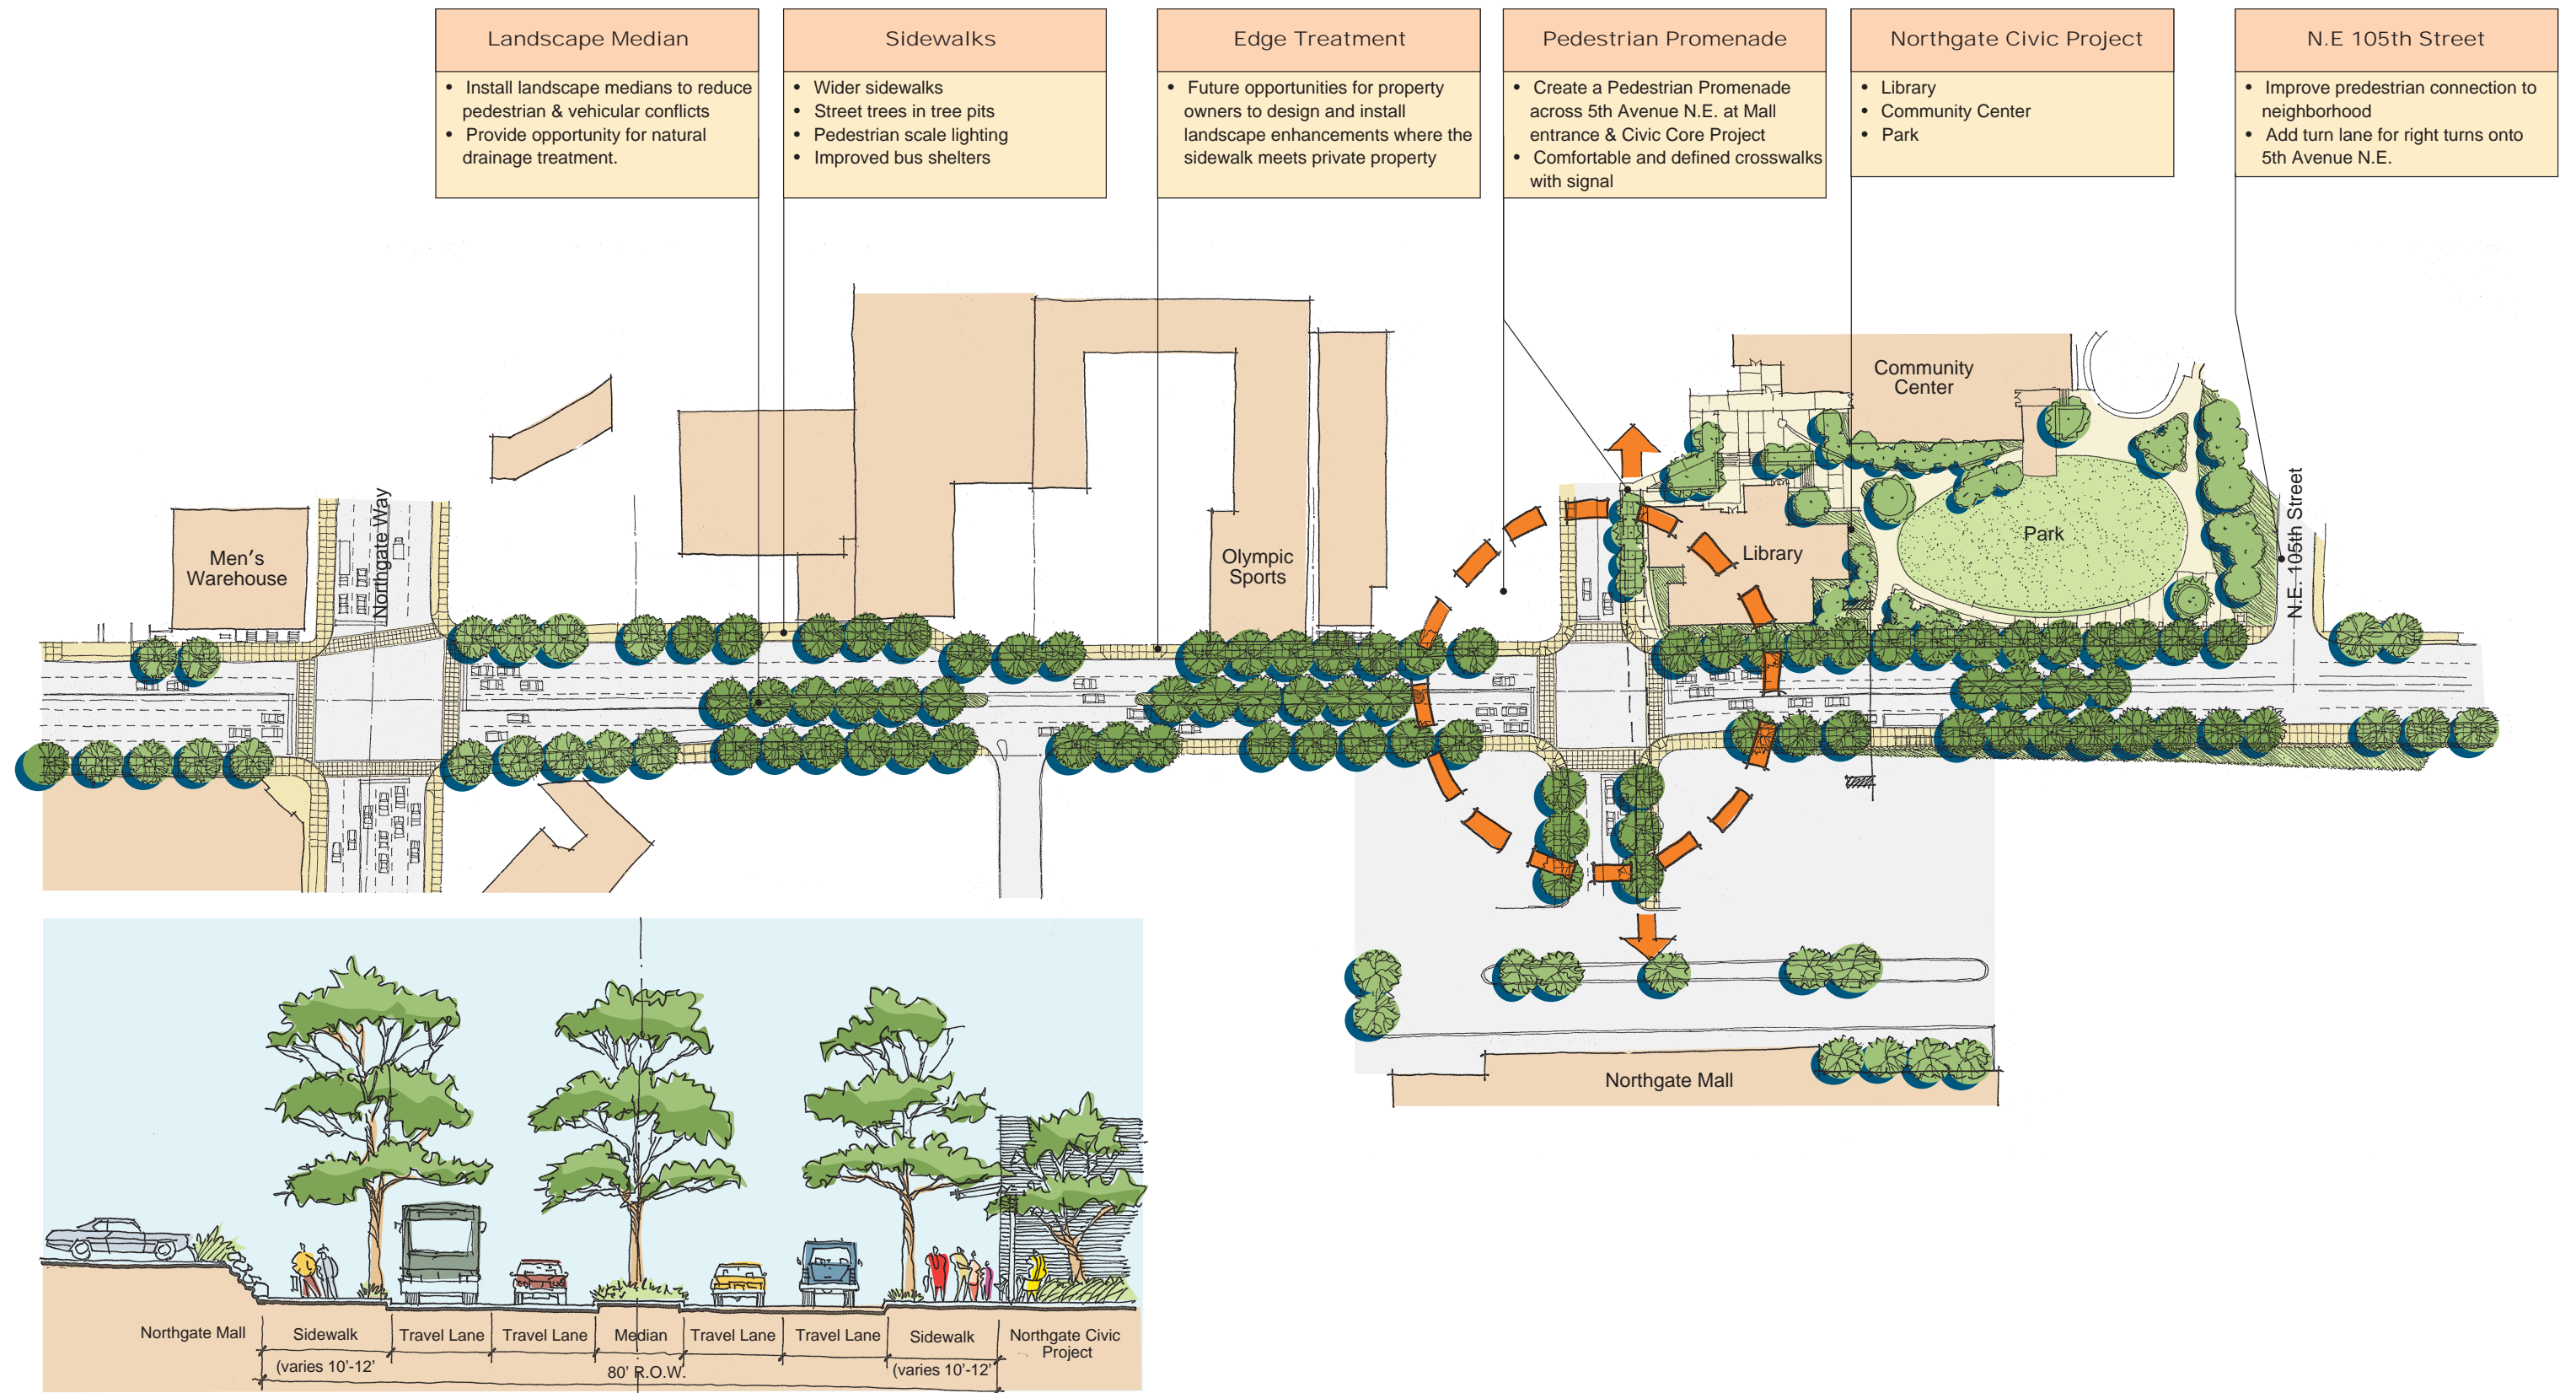 Landscape Median
• Install landscape medians to reduce
pedestrian & vehicular conflicts
• Provide opportunity for natural
drainage treatment.
Sidewalks
• Wider sidewalks
• Street trees in tree pits
• Pedestrian scale lighting
• Improved bus shelters
Edge Treatment
• Future opportunities for property
owners to design and install
landscape enhancements where the
sidewalk meets private property
Pedestrian Promenade
• Create a Pedestrian Promenade
across 5th Avenue N.E. at Mall
entrance & Civic Core Project
• Comfortable and defined crosswalks
with signal
Northgate Civic Project
• Library
• Community Center
• Park
N.E 105th Street
• Improve predestrian connection to
neighborhood
• Add turn lane for right turns onto
5th Avenue N.E.
Men's
Warehouse
Northgate Way
Olympic
Sports
Community
Center
Library
Park
N.E. 105th Street
Northgate Mall
Northgate Mall
Sidewalk
Travel Lane
Travel Lane
Median
Travel Lane
Travel Lane
Sidewalk
Northgate Civic
Project
(varies 10'-12'
80' R.O.W.
(varies 10'-12'